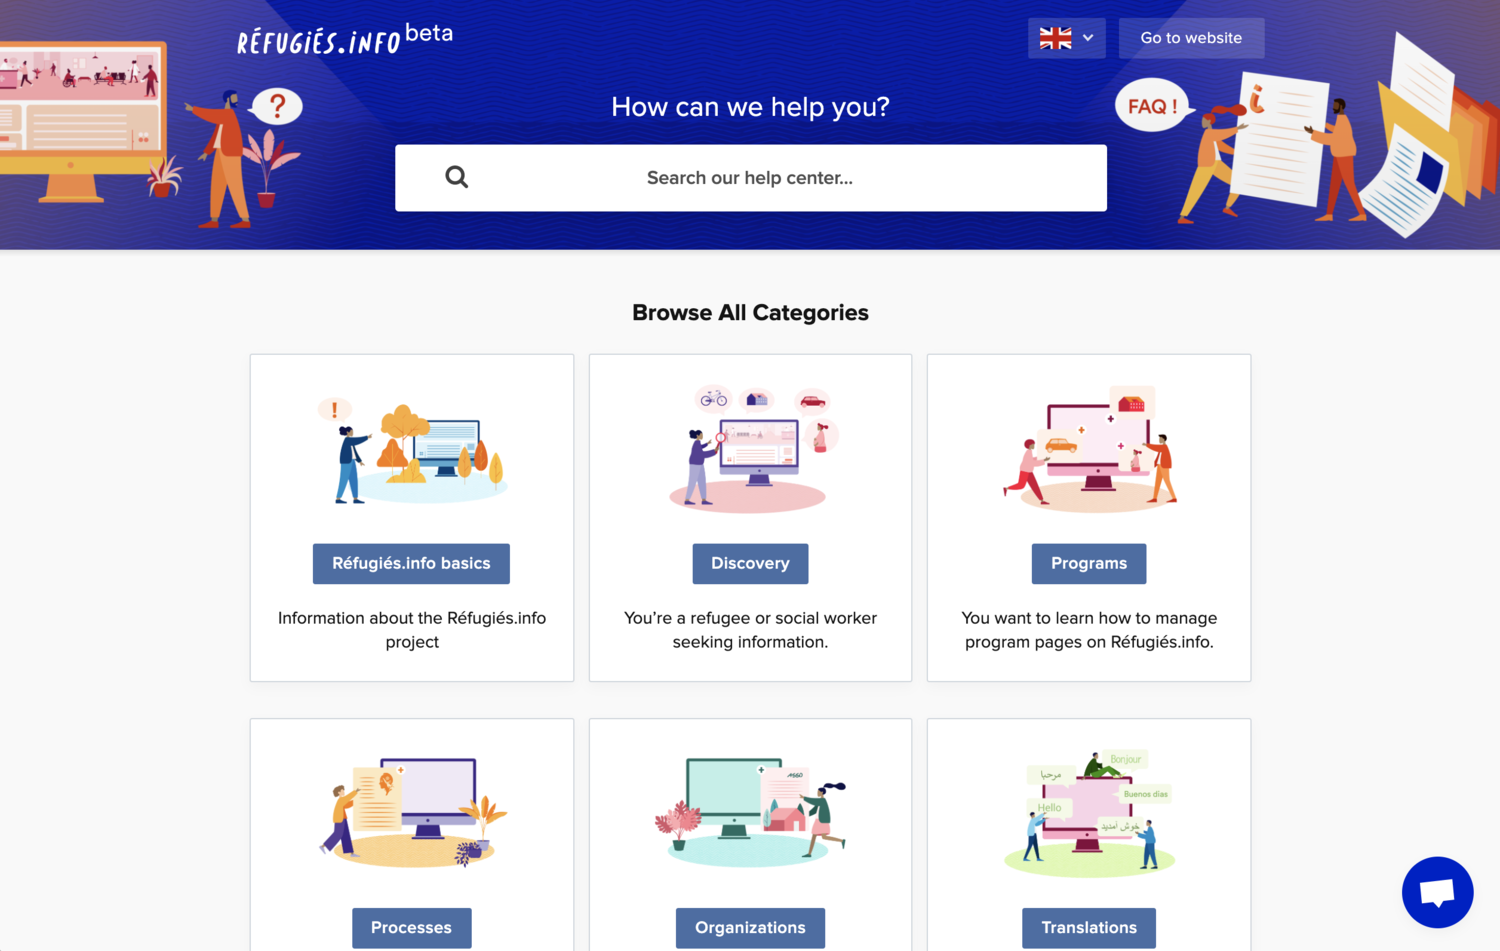 RÉFUGIÉS.INFO beta
Go to website
?
How can we help you?
FAQ !
Search our help center...
Browse All Categories
!
Réfugiés.info basics
Information about the Réfugiés.info
project
Discovery
You’re a refugee or social worker
seeking information.
Programs
You want to learn how to manage
program pages on Réfugiés.info.
Processes
ASSO
Organizations
Bonjour
مرحبا
Buenos días
Hello
خوش آمدید
Translations